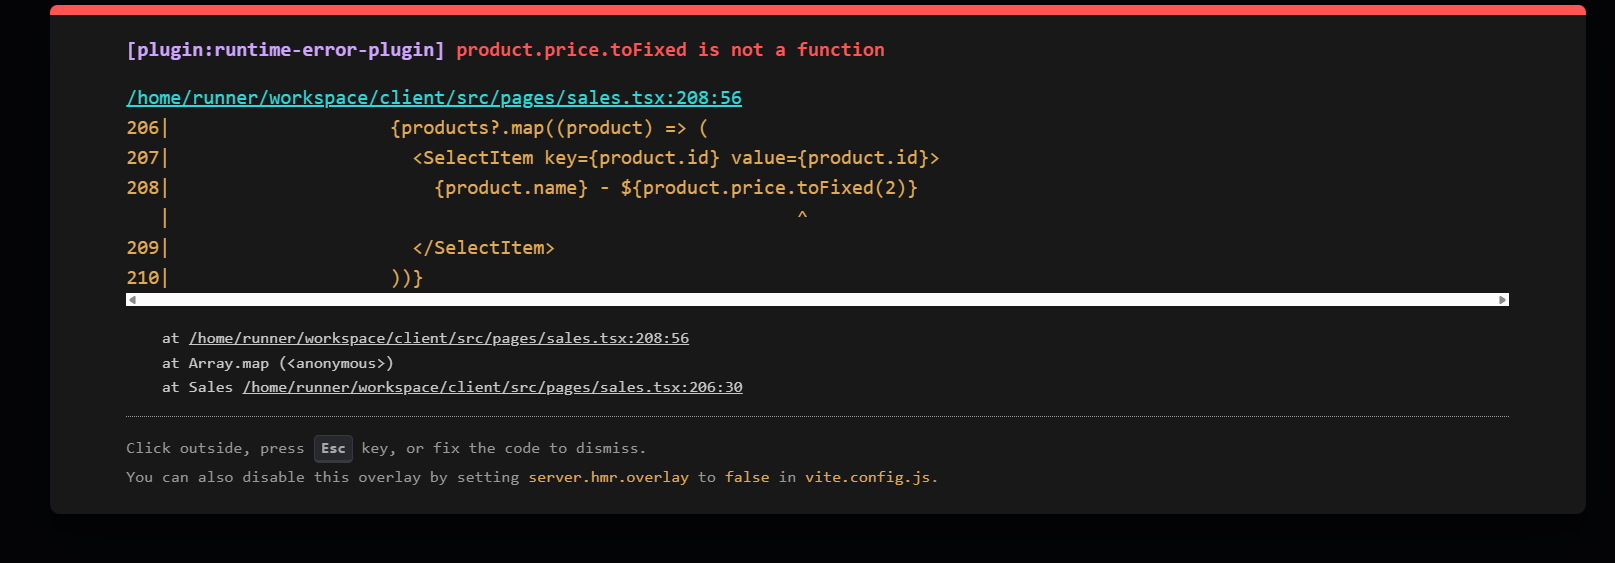 [plugin:runtime-error-plugin] product.price.toFixed is not a function
/home/runner/workspace/client/src/pages/sales.tsx:208:56
206|                    {products?.map((product) => (
207|                      <SelectItem key={product.id} value={product.id}>
208|                        {product.name} - ${product.price.toFixed(2)}
   |                                                         ^
209|                      </SelectItem>
210|                    ))}
at /home/runner/workspace/client/src/pages/sales.tsx:208:56
at Array.map (<anonymous>)
at Sales /home/runner/workspace/client/src/pages/sales.tsx:206:30
Click outside, press Esc key, or fix the code to dismiss.
You can also disable this overlay by setting server.hmr.overlay to false in vite.config.js.